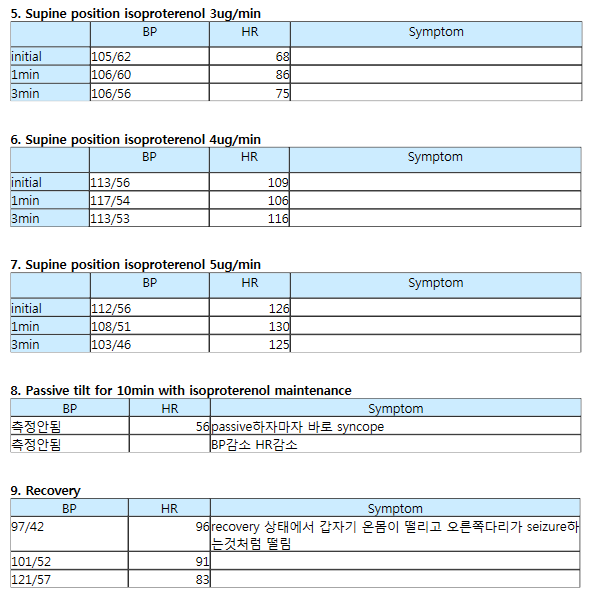 5. Supine position isoproterenol 3ug/min
BP HR Symptom
initial 105/62 68
1min 106/60 86
3min 106/56 75
6. Supine position isoproterenol 4ug/min
BP HR Symptom
initial 113/56 109
1min 117/54 106
3min 113/53 116
7. Supine position isoproterenol 5ug/min
BP HR Symptom
initial 112/56 126
1min 108/51 130
3min 103/46 125
8. Passive tilt for 10min with isoproterenol maintenance
BP HR Symptom
측정안됨 56 passive하자마자 바로 syncope
측정안됨 BP감소 HR감소
9. Recovery
BP HR Symptom
97/42 96 recovery 상태에서 갑자기 온몸이 떨리고 오른쪽다리가 seizure하
는것처럼 떨림
101/52 91
121/57 83